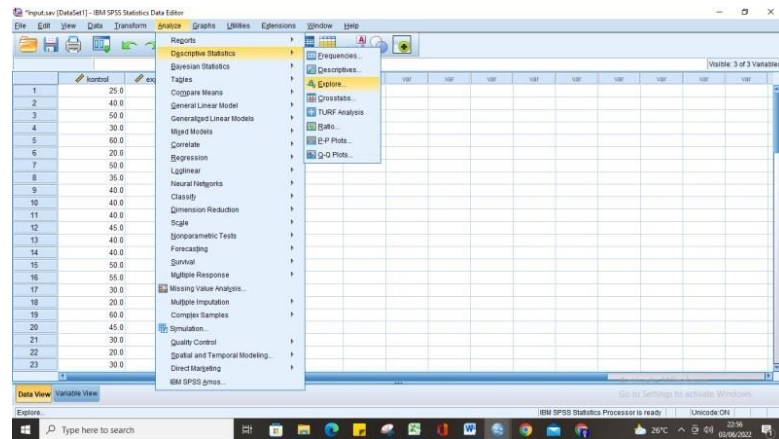 *Input.sav [DataSet1] - IBM SPSS Statistics Data Editor
File Edit View Data Transform Analyze Graphs Utilities Extensions Window Help
Visible: 3 of 3 Variables
kontrol
var var var var var var var var
1 25.0
2 40.0
3 50.0
4 30.0
5 60.0
6 20.0
7 50.0
8 35.0
9 40.0
10 40.0
11 40.0
12 45.0
13 40.0
14 40.0
15 50.0
16 55.0
17 30.0
18 20.0
19 60.0
20 45.0
21 30.0
22 20.0
23 30.0
Reports
Descriptive Statistics
Bayesian Statistics
Tables
Compare Means
General Linear Model
Generalized Linear Models
Mixed Models
Correlate
Regression
Loglinear
Neural Networks
Classify
Dimension Reduction
Scale
Nonparametric Tests
Forecasting
Survival
Multiple Response
Missing Value Analysis...
Multiple Imputation
Complex Samples
Simulation...
Quality Control
Spatial and Temporal Modeling...
Direct Marketing
IBM SPSS Amos...
Frequencies...
Descriptives...
Explore...
Crosstabs...
TURF Analysis
Ratio...
P-P Plots...
Q-Q Plots...
Data View Variable View
Go to Settings to activate Windows.
Explore... IBM SPSS Statistics Processor is ready Unicode:ON
Type here to search
26°C
22:56
03/06/2022